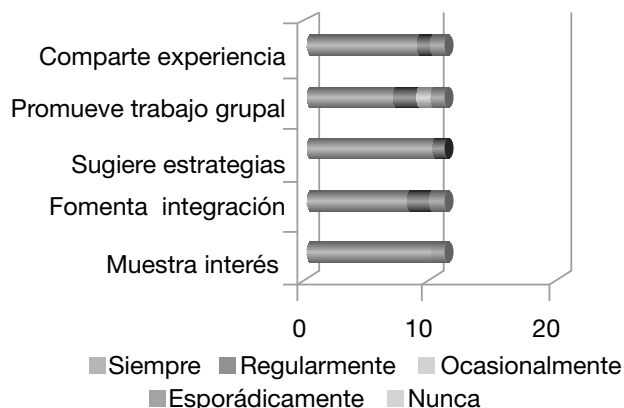 Comparte experiencia
Promueve trabajo grupal
Sugiere estrategias
Fomenta integración
Muestra interés
0 10 20
Siempre Regularmente Ocasionalmente
Esporádicamente Nunca